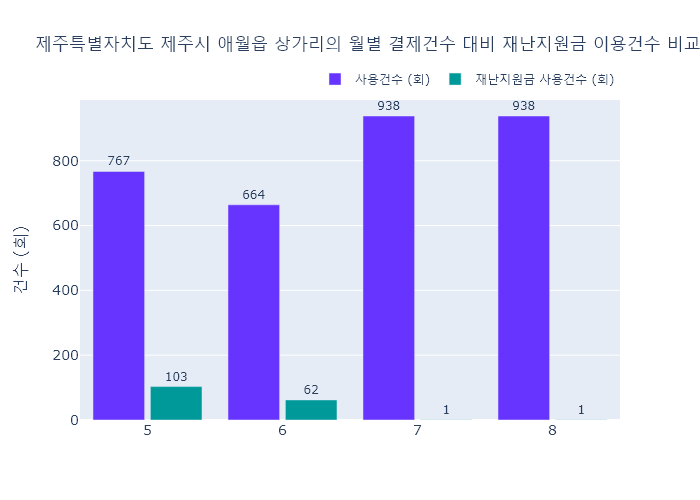 제주특별자치도 제주시 애월읍 상가리의 월별 결제건수 대비 재난지원금 이용건수 비교
사용건수 (회) 재난지원금 사용건수 (회)
938 938
767
664
103
62
1 1
건수 (회)
800
600
400
200
0
5 6 7 8